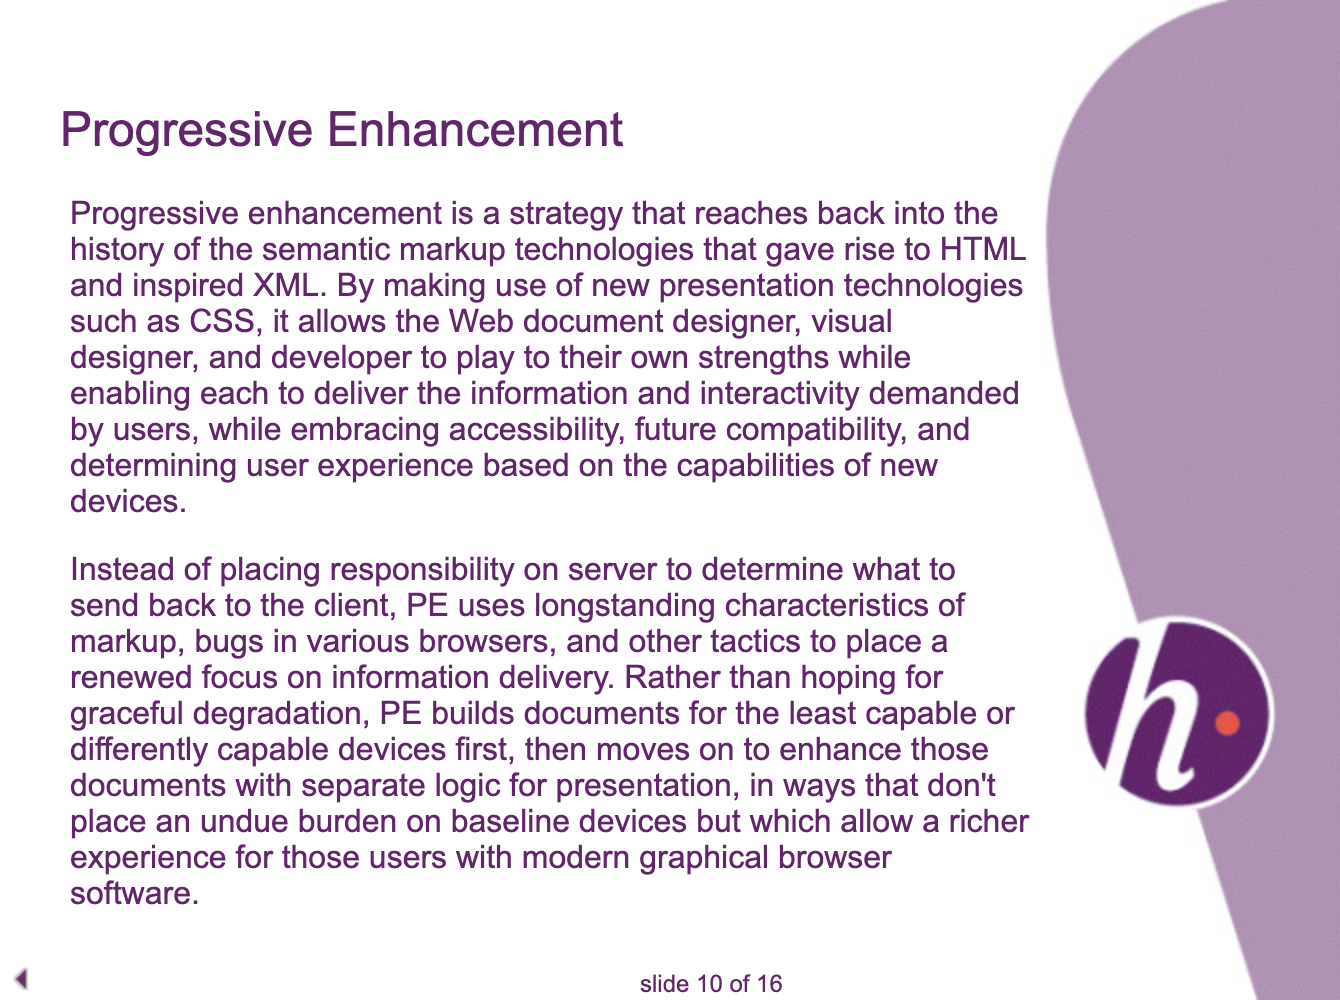 Progressive Enhancement
Progressive enhancement is a strategy that reaches back into the
history of the semantic markup technologies that gave rise to HTML
and inspired XML. By making use of new presentation technologies
such as CSS, it allows the Web document designer, visual
designer, and developer to play to their own strengths while
enabling each to deliver the information and interactivity demanded
by users, while embracing accessibility, future compatibility, and
determining user experience based on the capabilities of new
devices.
Instead of placing responsibility on server to determine what to
send back to the client, PE uses longstanding characteristics of
markup, bugs in various browsers, and other tactics to place a
renewed focus on information delivery. Rather than hoping for
graceful degradation, PE builds documents for the least capable or
differently capable devices first, then moves on to enhance those
documents with separate logic for presentation, in ways that don't
place an undue burden on baseline devices but which allow a richer
experience for those users with modern graphical browser
software.
h
slide 10 of 16